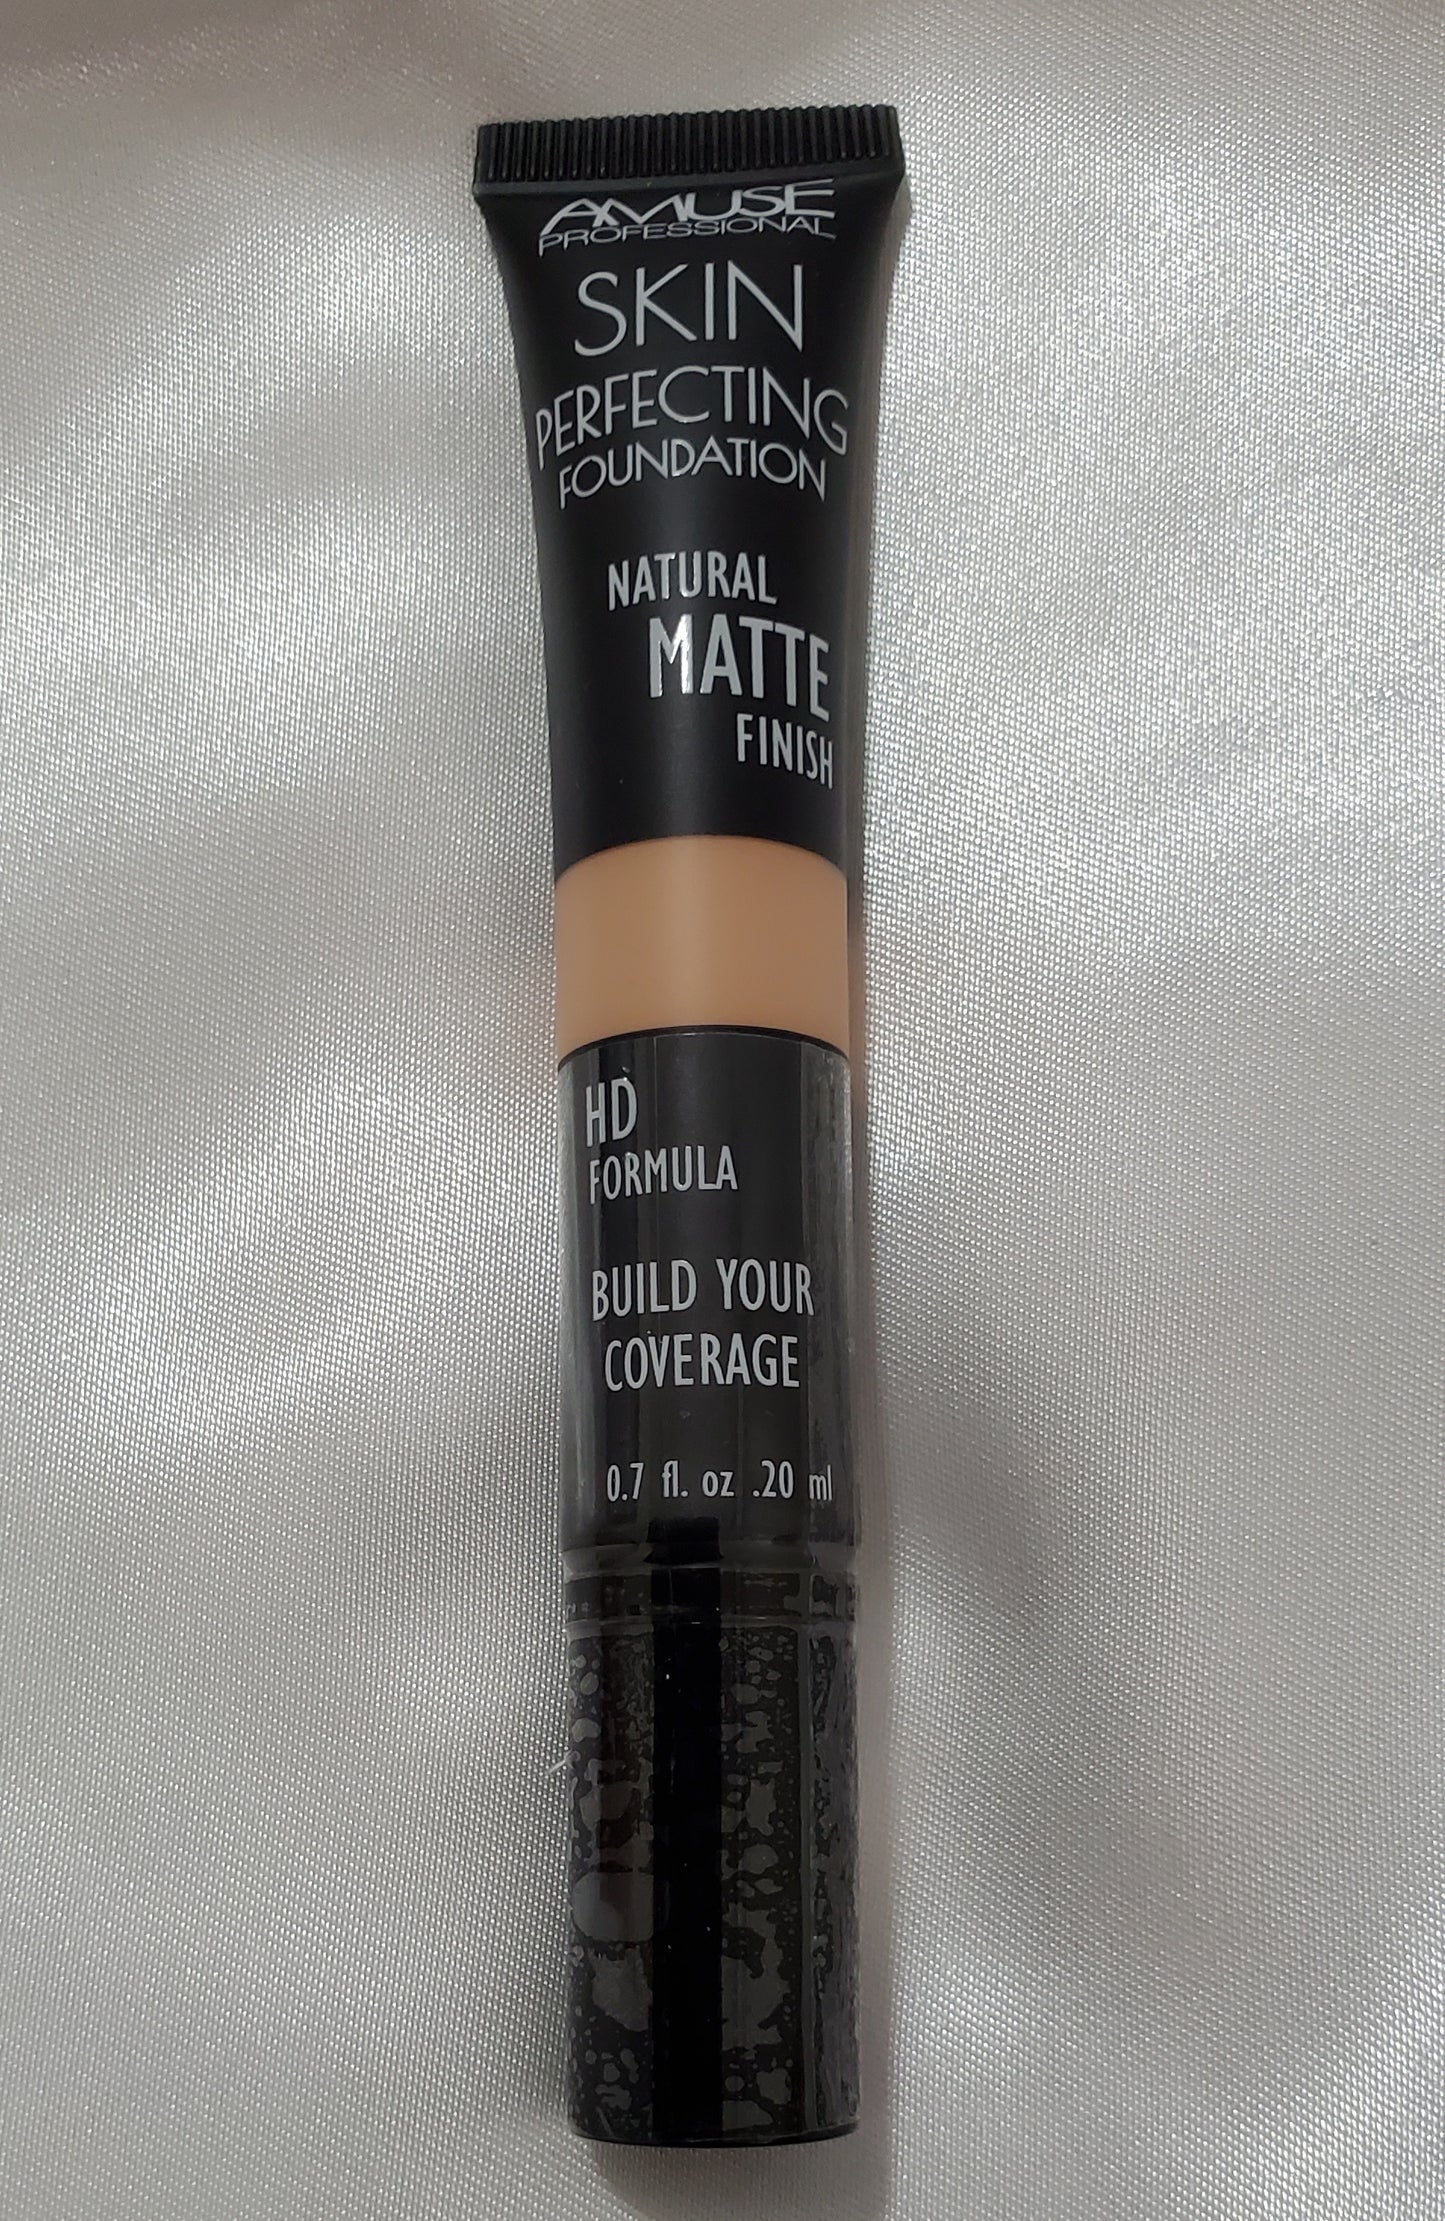 AMUSE
PROFESSIONAL
SKIN
PERFECTING
FOUNDATION
NATURAL
MATTE
FINISH
HD
FORMULA
BUILD YOUR
COVERAGE
0.7 fl. oz .20 ml